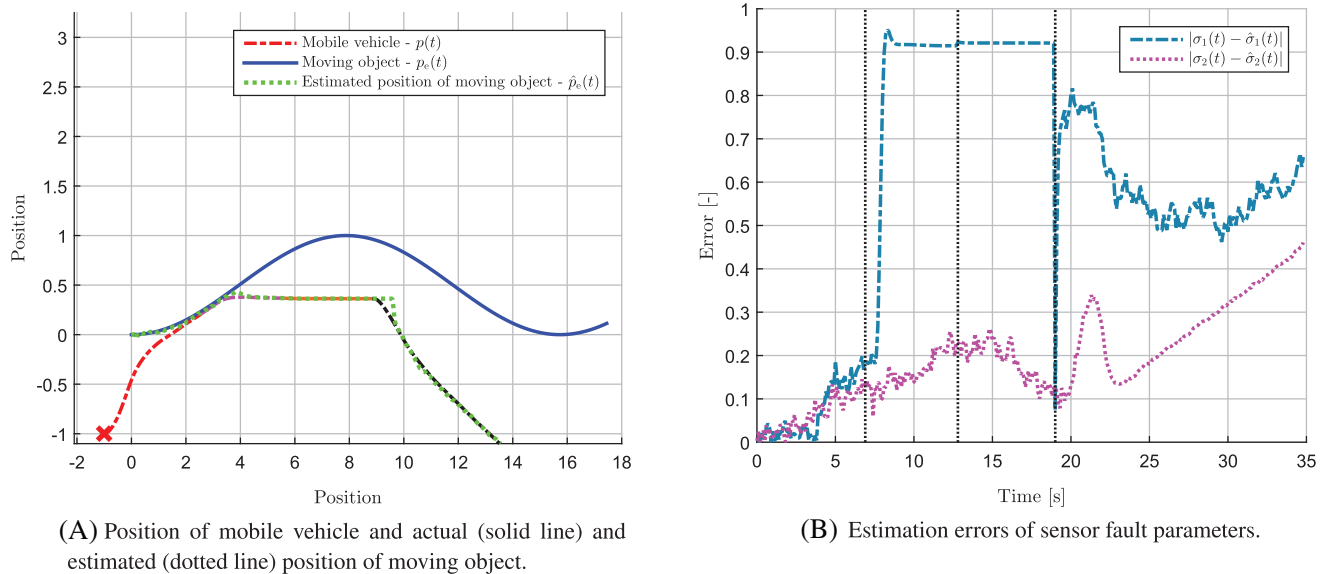 3
2.5
2
1.5
1
0.5
0
-0.5
-1
Position
Mobile vehicle - p(t)
Moving object - pₑ(t)
Estimated position of moving object - p̂ₑ(t)
-2 0 2 4 6 8 10 12 14 16 18
Position
(A) Position of mobile vehicle and actual (solid line) and
estimated (dotted line) position of moving object.
1
0.9
0.8
0.7
0.6
0.5
0.4
0.3
0.2
0.1
0
Error [-]
|σ₁(t) − σ̂₁(t)|
|σ₂(t) − σ̂₂(t)|
0 5 10 15 20 25 30 35
Time [s]
(B) Estimation errors of sensor fault parameters.